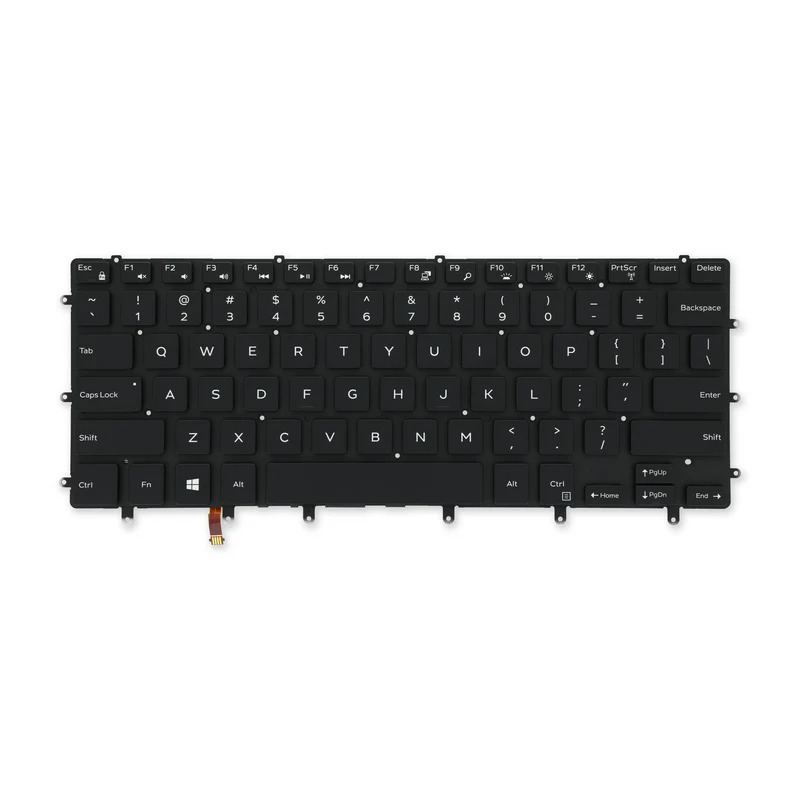 Esc F1 F2 F3 F4 F5 F6 F7 F8 F9 F10 F11 F12 PrtScr Insert Delete
~ ! @ # $ % ^ & * ( ) _ +
` 1 2 3 4 5 6 7 8 9 0 - = Backspace
Tab Q W E R T Y U I O P { [ } ] | \
Caps Lock A S D F G H J K L : ; " ' Enter
Shift Z X C V B N M < , > . ? / Shift
Ctrl Fn Alt Alt Ctrl ← Home ↑ PgUp ↓ PgDn End →